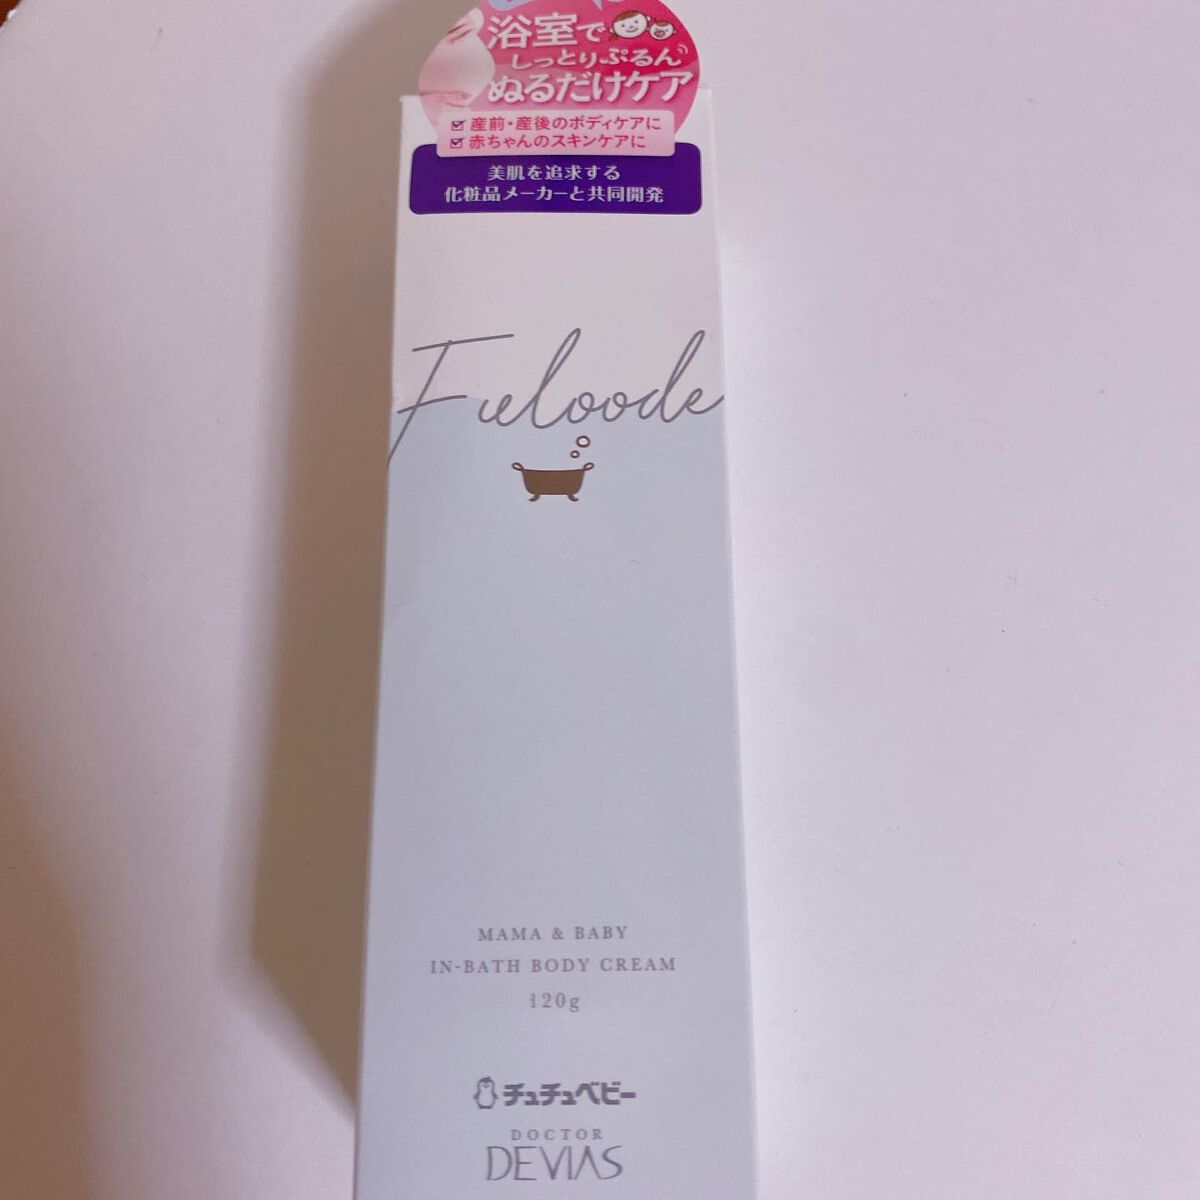 浴室で
しっとりぷるん
ぬるだけケア
産前・産後のボディケアに
赤ちゃんのスキンケアに
美肌を追求する
化粧品メーカーと共同開発
Fuloode
MAMA & BABY
IN-BATH BODY CREAM
120g
チュチュベビー
DOCTOR
DEVIAS